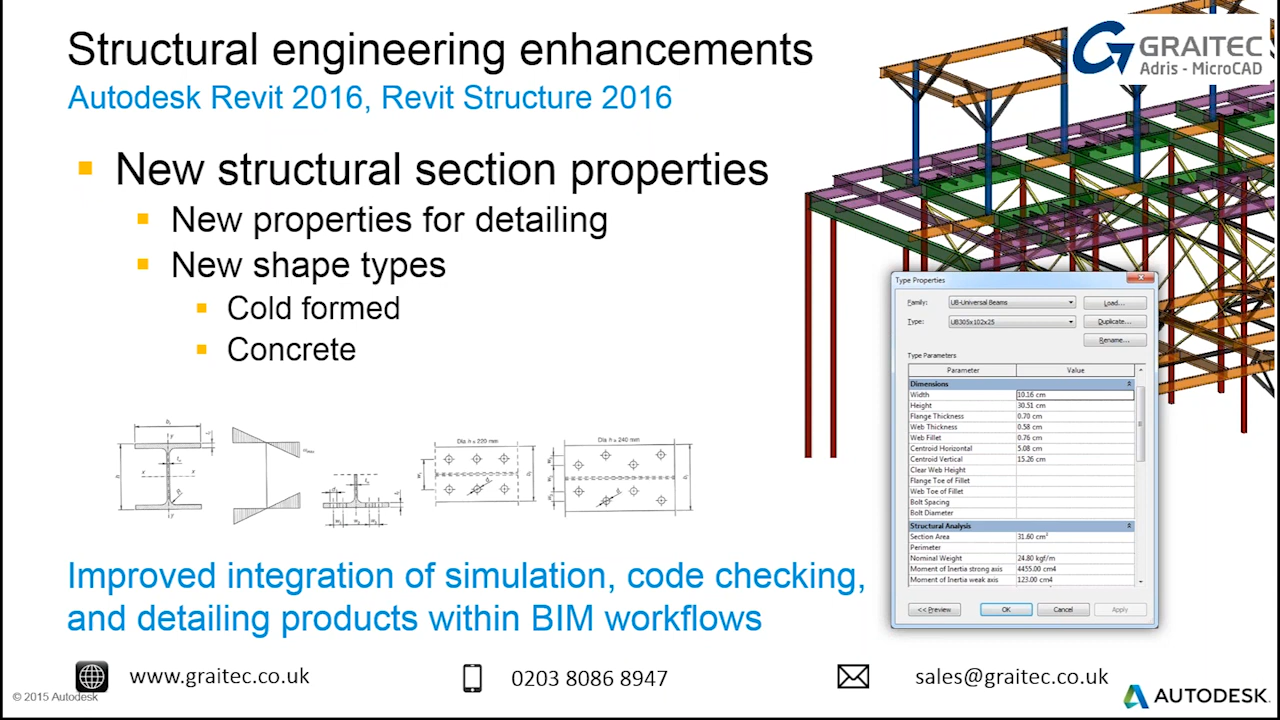 Structural engineering enhancements
Autodesk Revit 2016, Revit Structure 2016
GRAITEC
Adris - MicroCAD
New structural section properties
New properties for detailing
New shape types
Cold formed
Concrete
Type Properties
Family: UB-Universal Beams Load...
Type: UB305x102x25 Duplicate...
Rename...
Type Parameters
Parameter Value
Dimensions
Width 10.16 cm
Height 30.51 cm
Flange Thickness 0.70 cm
Web Thickness 0.58 cm
Web Fillet 0.76 cm
Centroid Horizontal 5.08 cm
Centroid Vertical 15.26 cm
Clear Web Height
Flange Toe of Fillet
Web Toe of Fillet
Bolt Spacing
Bolt Diameter
Structural Analysis
Section Area 31.60 cm²
Perimeter
Nominal Weight 24.80 kgf/m
Moment of Inertia strong axis 4455.00 cm4
Moment of Inertia weak axis 123.00 cm4
<< Preview OK Cancel Apply
Dia h ≤ 220 mm
Dia h ≥ 240 mm
Improved integration of simulation, code checking,
and detailing products within BIM workflows
www.graitec.co.uk 0203 8086 8947 sales@graitec.co.uk
© 2015 Autodesk
AUTODESK.